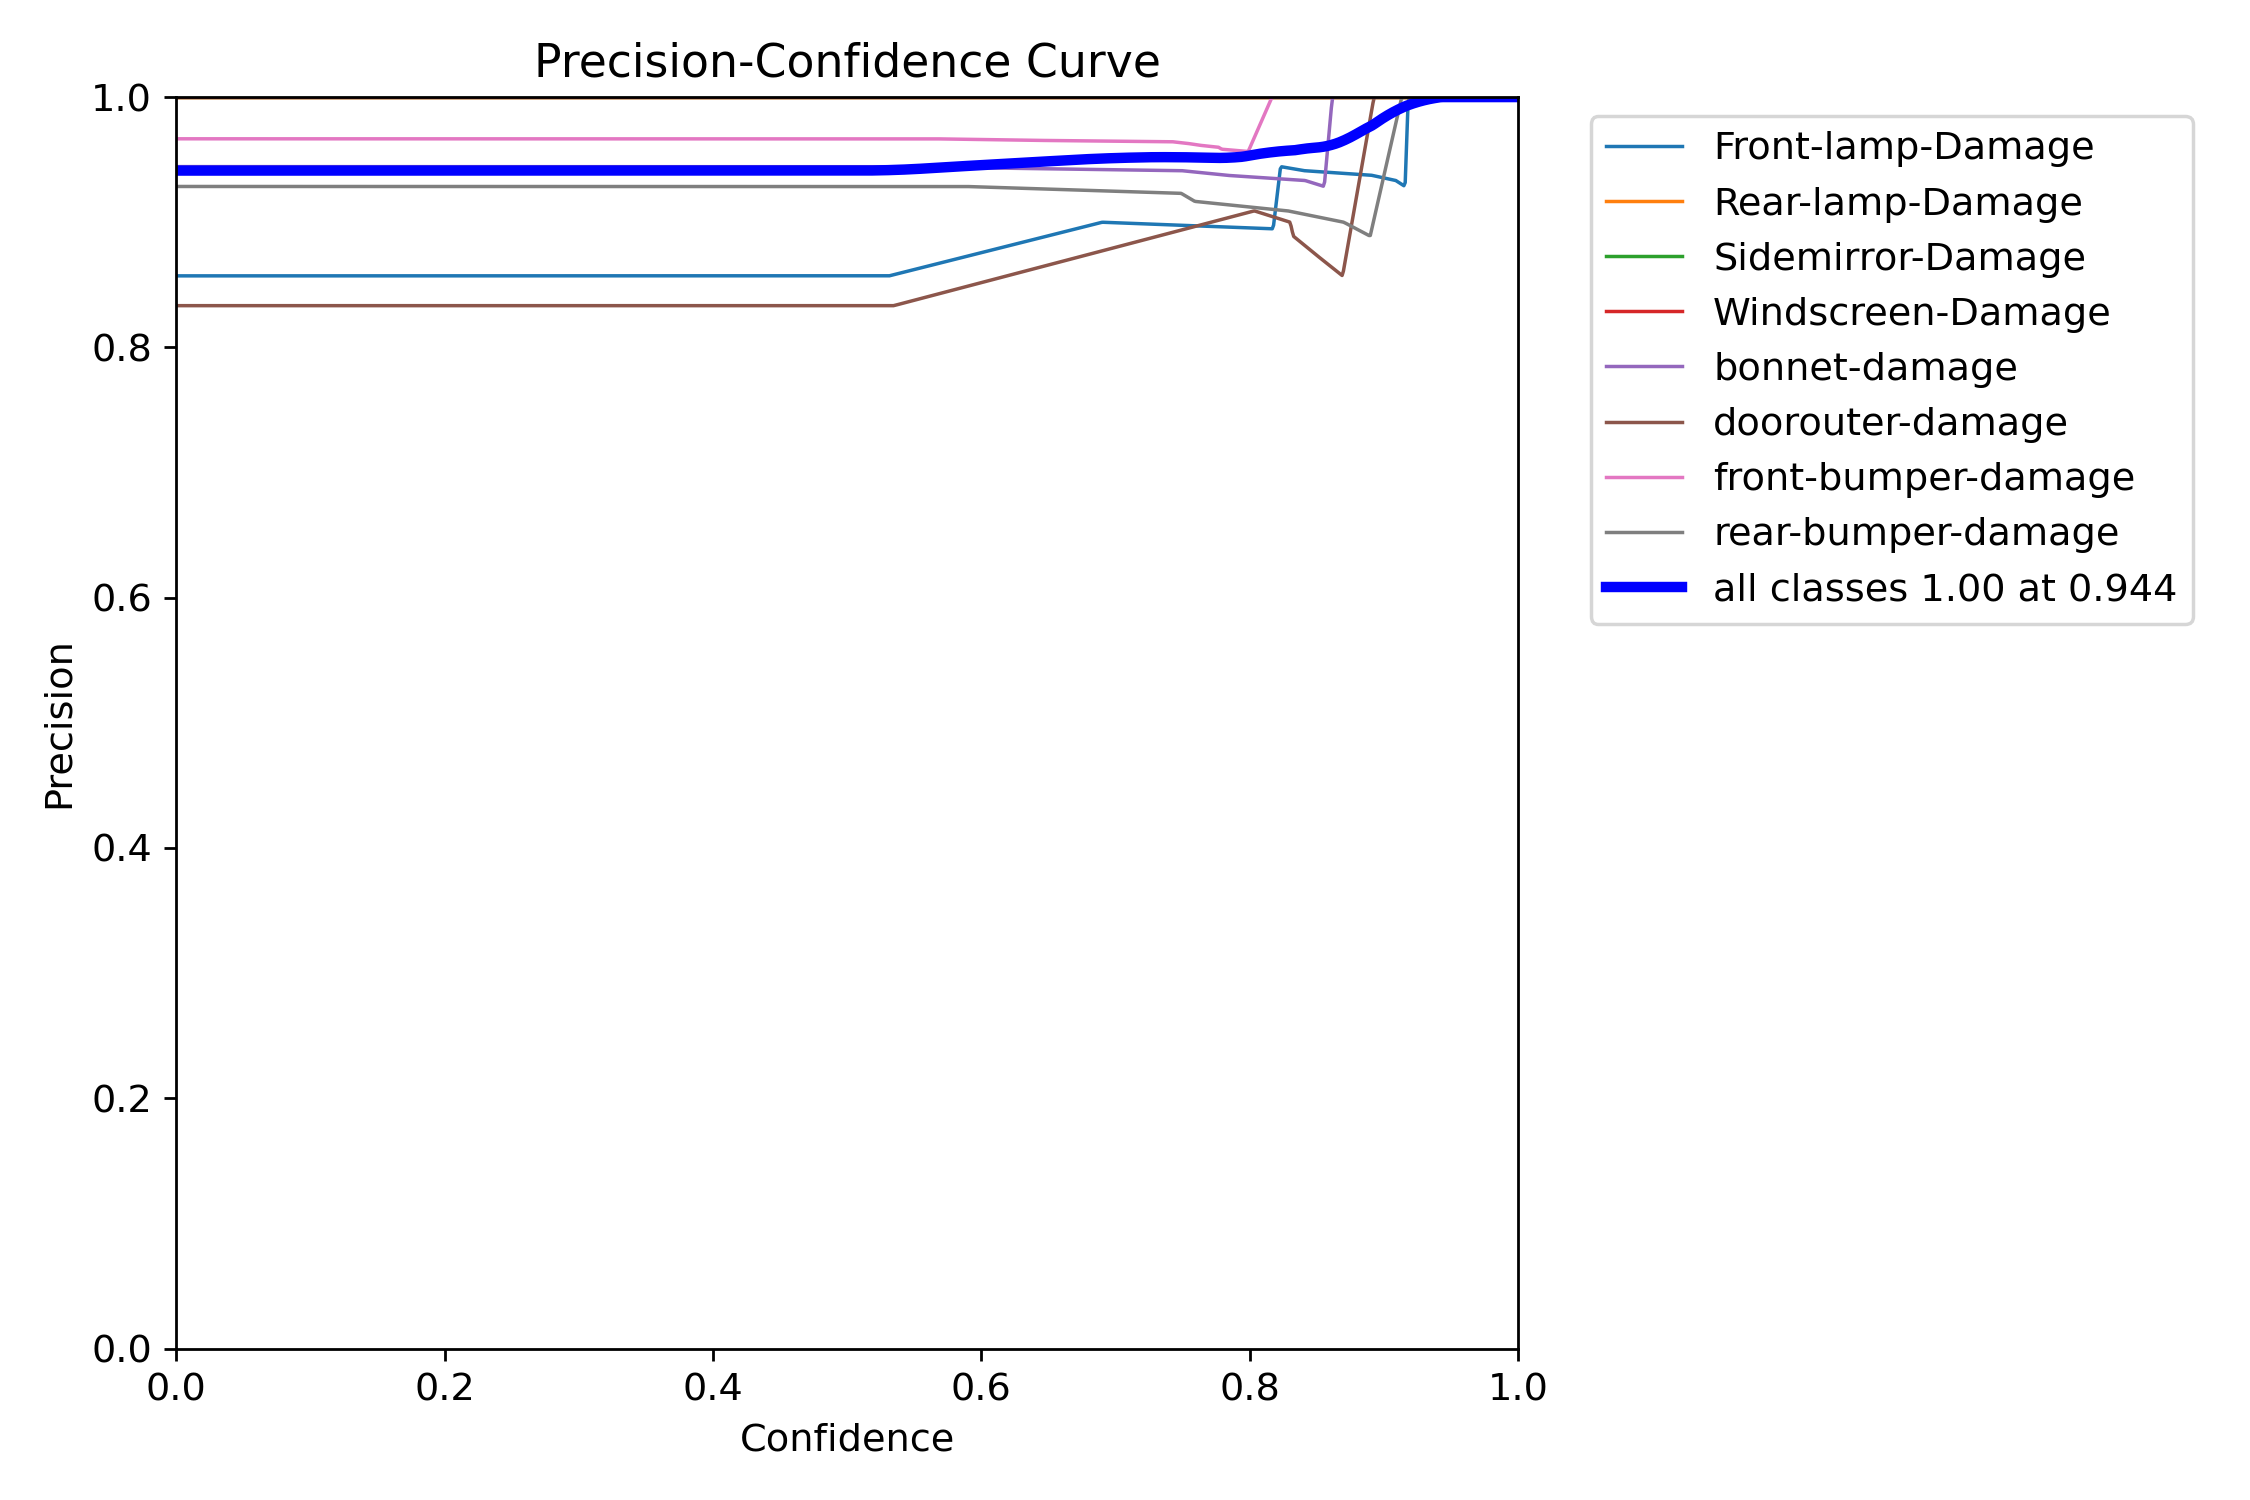 Precision-Confidence Curve
1.0
0.8
0.6
0.4
0.2
0.0
Precision
0.0 0.2 0.4 0.6 0.8 1.0
Confidence
Front-lamp-Damage
Rear-lamp-Damage
Sidemirror-Damage
Windscreen-Damage
bonnet-damage
doorouter-damage
front-bumper-damage
rear-bumper-damage
all classes 1.00 at 0.944